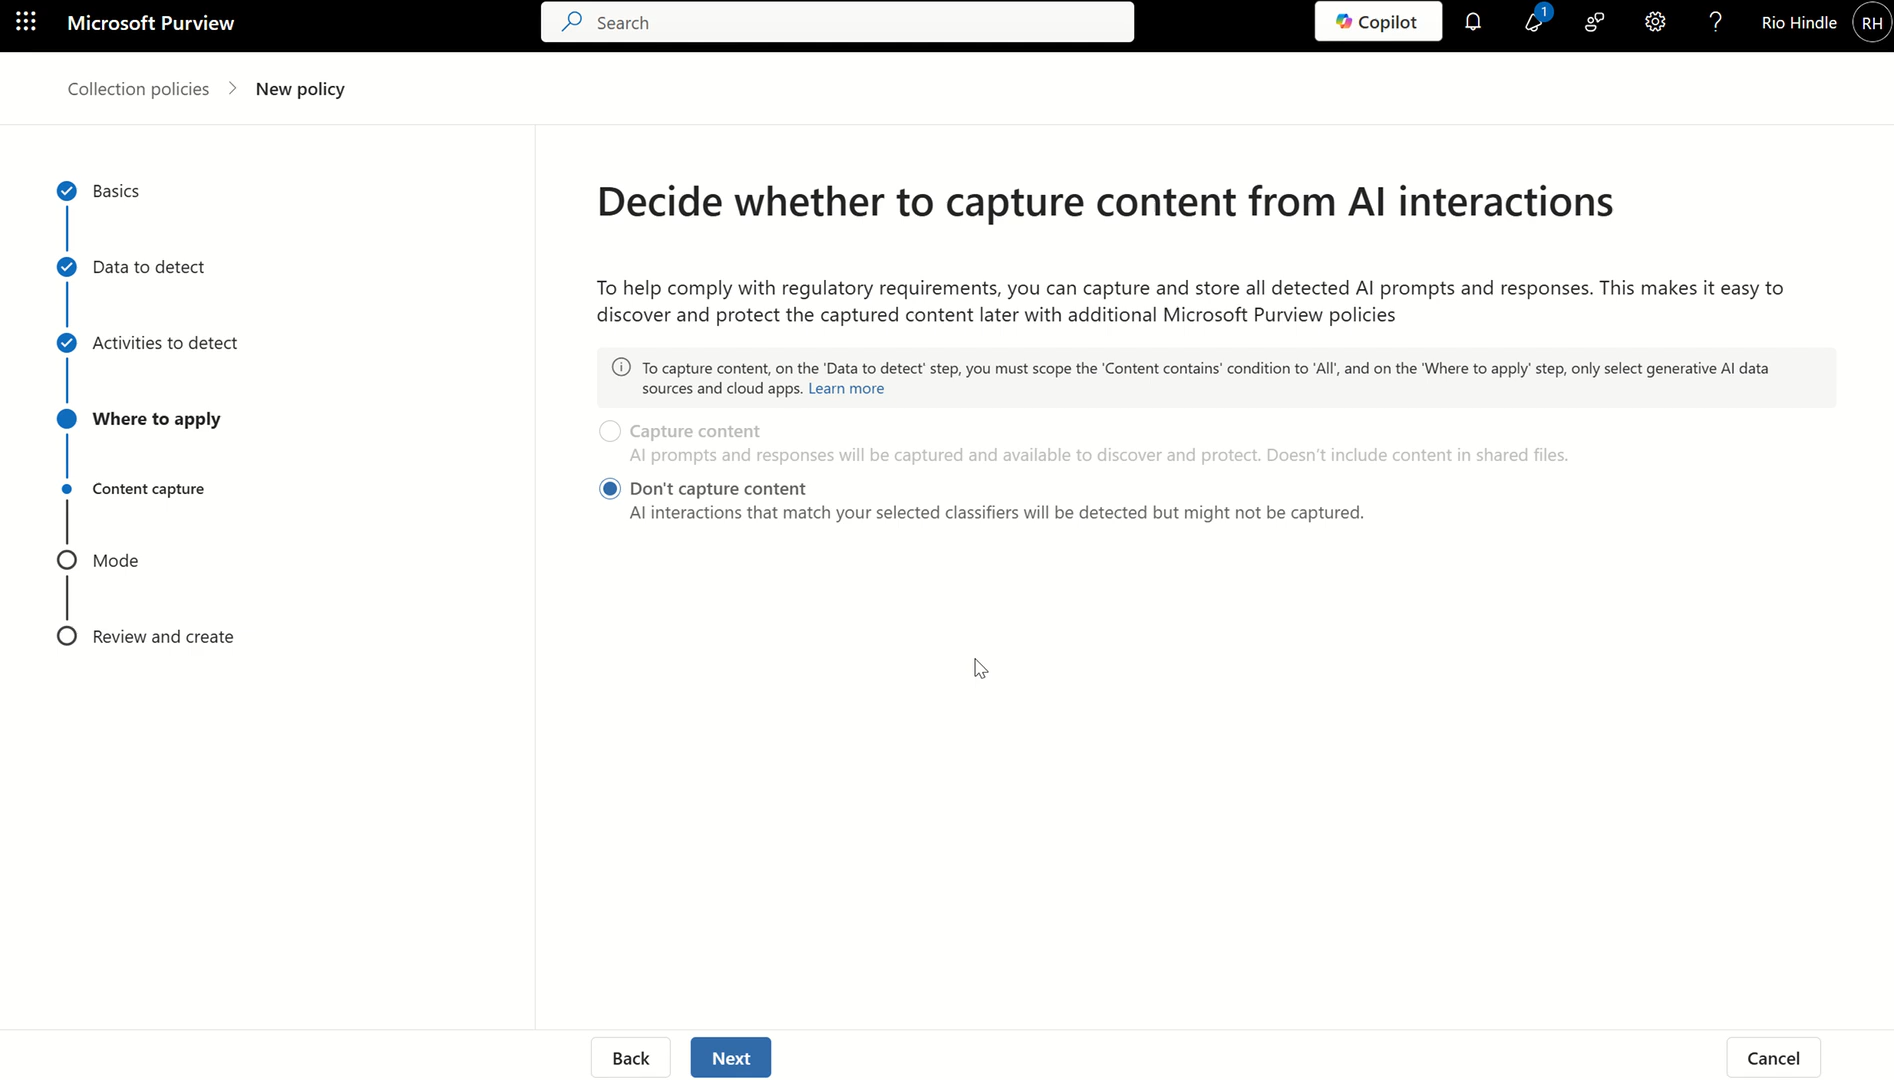 Microsoft Purview
Search
Copilot
1
Rio Hindle
RH
Collection policies
New policy
Basics
Data to detect
Activities to detect
Where to apply
Content capture
Mode
Review and create
Decide whether to capture content from AI interactions
To help comply with regulatory requirements, you can capture and store all detected AI prompts and responses. This makes it easy to
discover and protect the captured content later with additional Microsoft Purview policies
To capture content, on the 'Data to detect' step, you must scope the 'Content contains' condition to 'All', and on the 'Where to apply' step, only select generative AI data
sources and cloud apps. Learn more
Capture content
AI prompts and responses will be captured and available to discover and protect. Doesn't include content in shared files.
Don't capture content
AI interactions that match your selected classifiers will be detected but might not be captured.
Back
Next
Cancel